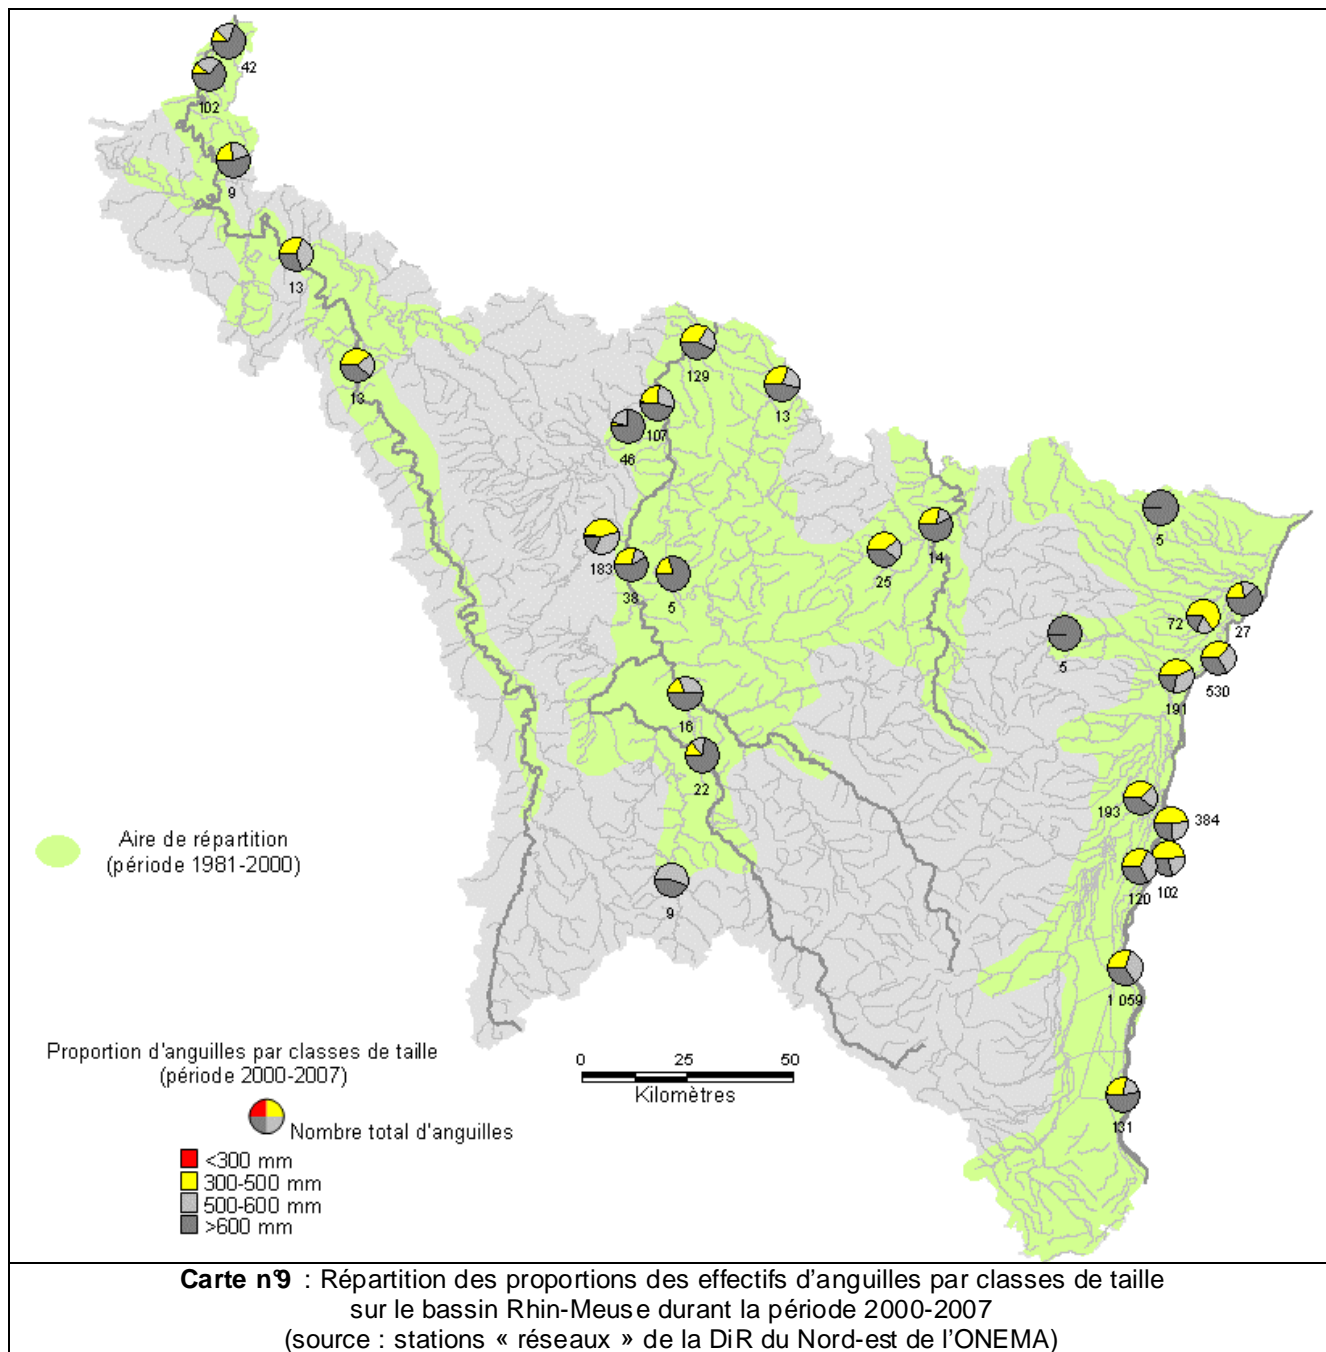 42
102
9
13
13
129
13
107
46
183
38
5
25
14
5
72
27
5
530
191
16
22
193
384
120
102
9
1 059
131
Aire de répartition
(période 1981-2000)
Proportion d'anguilles par classes de taille
(période 2000-2007)
Nombre total d'anguilles
<300 mm
300-500 mm
500-600 mm
>600 mm
0 25 50
Kilomètres
Carte n°9 : Répartition des proportions des effectifs d'anguilles par classes de taille
sur le bassin Rhin-Meuse durant la période 2000-2007
(source : stations « réseaux » de la DiR du Nord-est de l'ONEMA)